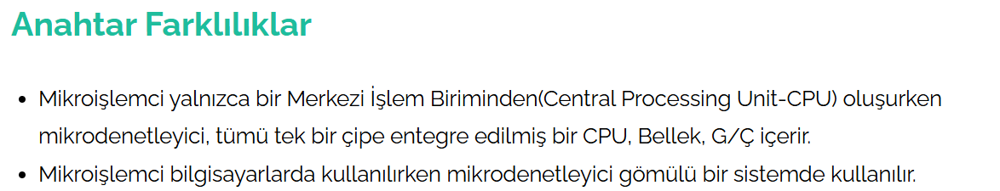 Anahtar Farklılıklar
• Mikroişlemci yalnızca bir Merkezi İşlem Biriminden(Central Processing Unit-CPU) oluşurken
mikrodenetleyici, tümü tek bir çipe entegre edilmiş bir CPU, Bellek, G/Ç içerir.
• Mikroişlemci bilgisayarlarda kullanılırken mikrodenetleyici gömülü bir sistemde kullanılır.